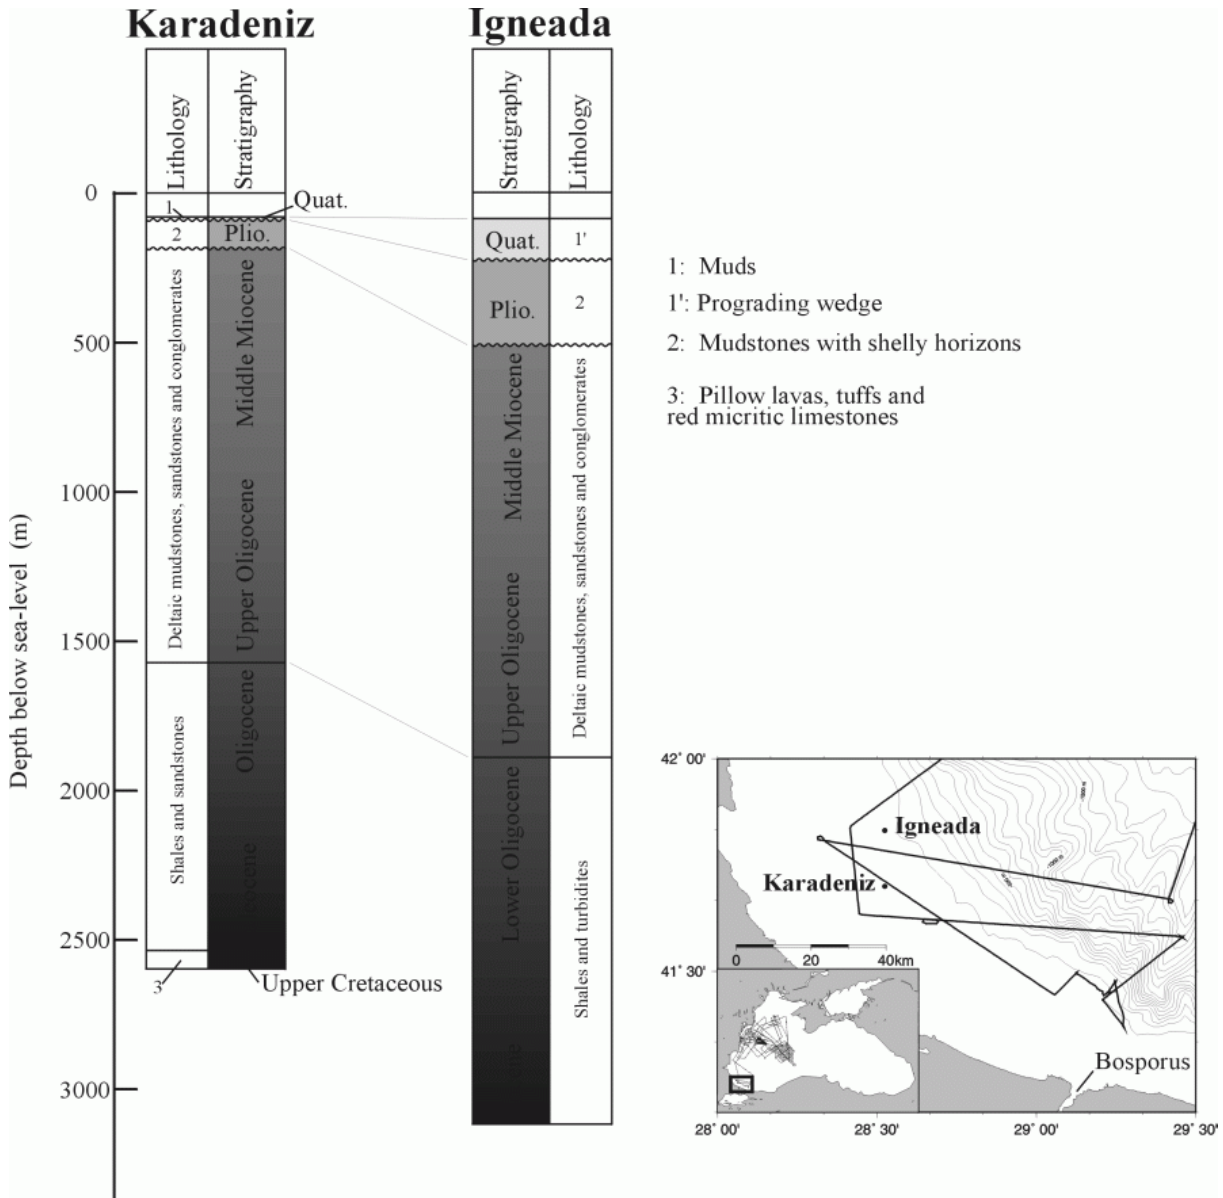 Karadeniz
Igneada
Lithology
Stratigraphy
Stratigraphy
Lithology
0
500
1000
1500
2000
2500
3000
Depth below sea-level (m)
1
Quat.
2
Plio.
Middle Miocene
Deltaic mudstones, sandstones and conglomerates
Upper Oligocene
Oligocene
Shales and sandstones
3
Upper Cretaceous
Quat.
1'
Plio.
2
Middle Miocene
Deltaic mudstones, sandstones and conglomerates
Upper Oligocene
Lower Oligocene
Shales and turbidites
1: Muds
1': Prograding wedge
2: Mudstones with shelly horizons
3: Pillow lavas, tuffs and
red micritic limestones
42° 00'
Igneada
Karadeniz
0 20 40km
41° 30'
Bosporus
28° 00' 28° 30' 29° 00' 29° 30'